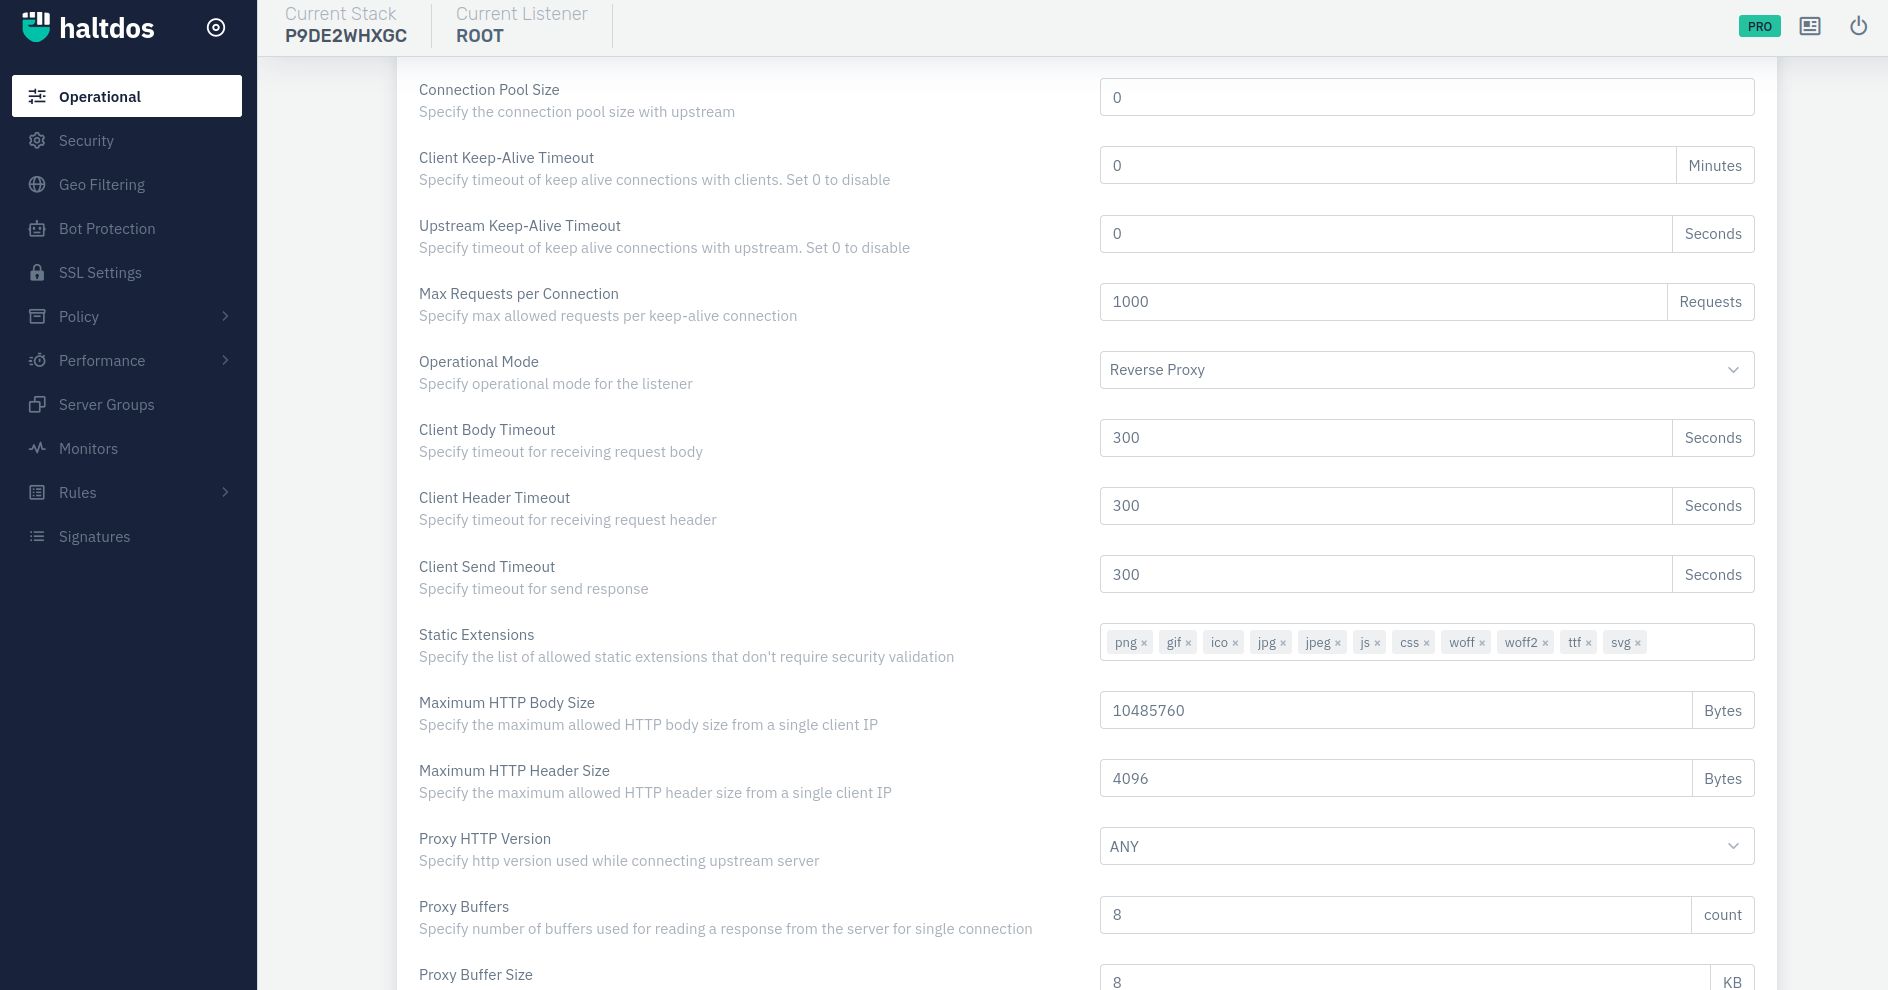 haltdos
Current Stack
P9DE2WHXGC
Current Listener
ROOT
PRO
Operational
Security
Geo Filtering
Bot Protection
SSL Settings
Policy
Performance
Server Groups
Monitors
Rules
Signatures
Connection Pool Size
Specify the connection pool size with upstream
0
Client Keep-Alive Timeout
Specify timeout of keep alive connections with clients. Set 0 to disable
0 Minutes
Upstream Keep-Alive Timeout
Specify timeout of keep alive connections with upstream. Set 0 to disable
0 Seconds
Max Requests per Connection
Specify max allowed requests per keep-alive connection
1000 Requests
Operational Mode
Specify operational mode for the listener
Reverse Proxy
Client Body Timeout
Specify timeout for receiving request body
300 Seconds
Client Header Timeout
Specify timeout for receiving request header
300 Seconds
Client Send Timeout
Specify timeout for send response
300 Seconds
Static Extensions
Specify the list of allowed static extensions that don't require security validation
png × gif × ico × jpg × jpeg × js × css × woff × woff2 × ttf × svg ×
Maximum HTTP Body Size
Specify the maximum allowed HTTP body size from a single client IP
10485760 Bytes
Maximum HTTP Header Size
Specify the maximum allowed HTTP header size from a single client IP
4096 Bytes
Proxy HTTP Version
Specify http version used while connecting upstream server
ANY
Proxy Buffers
Specify number of buffers used for reading a response from the server for single connection
8 count
Proxy Buffer Size
8 KB